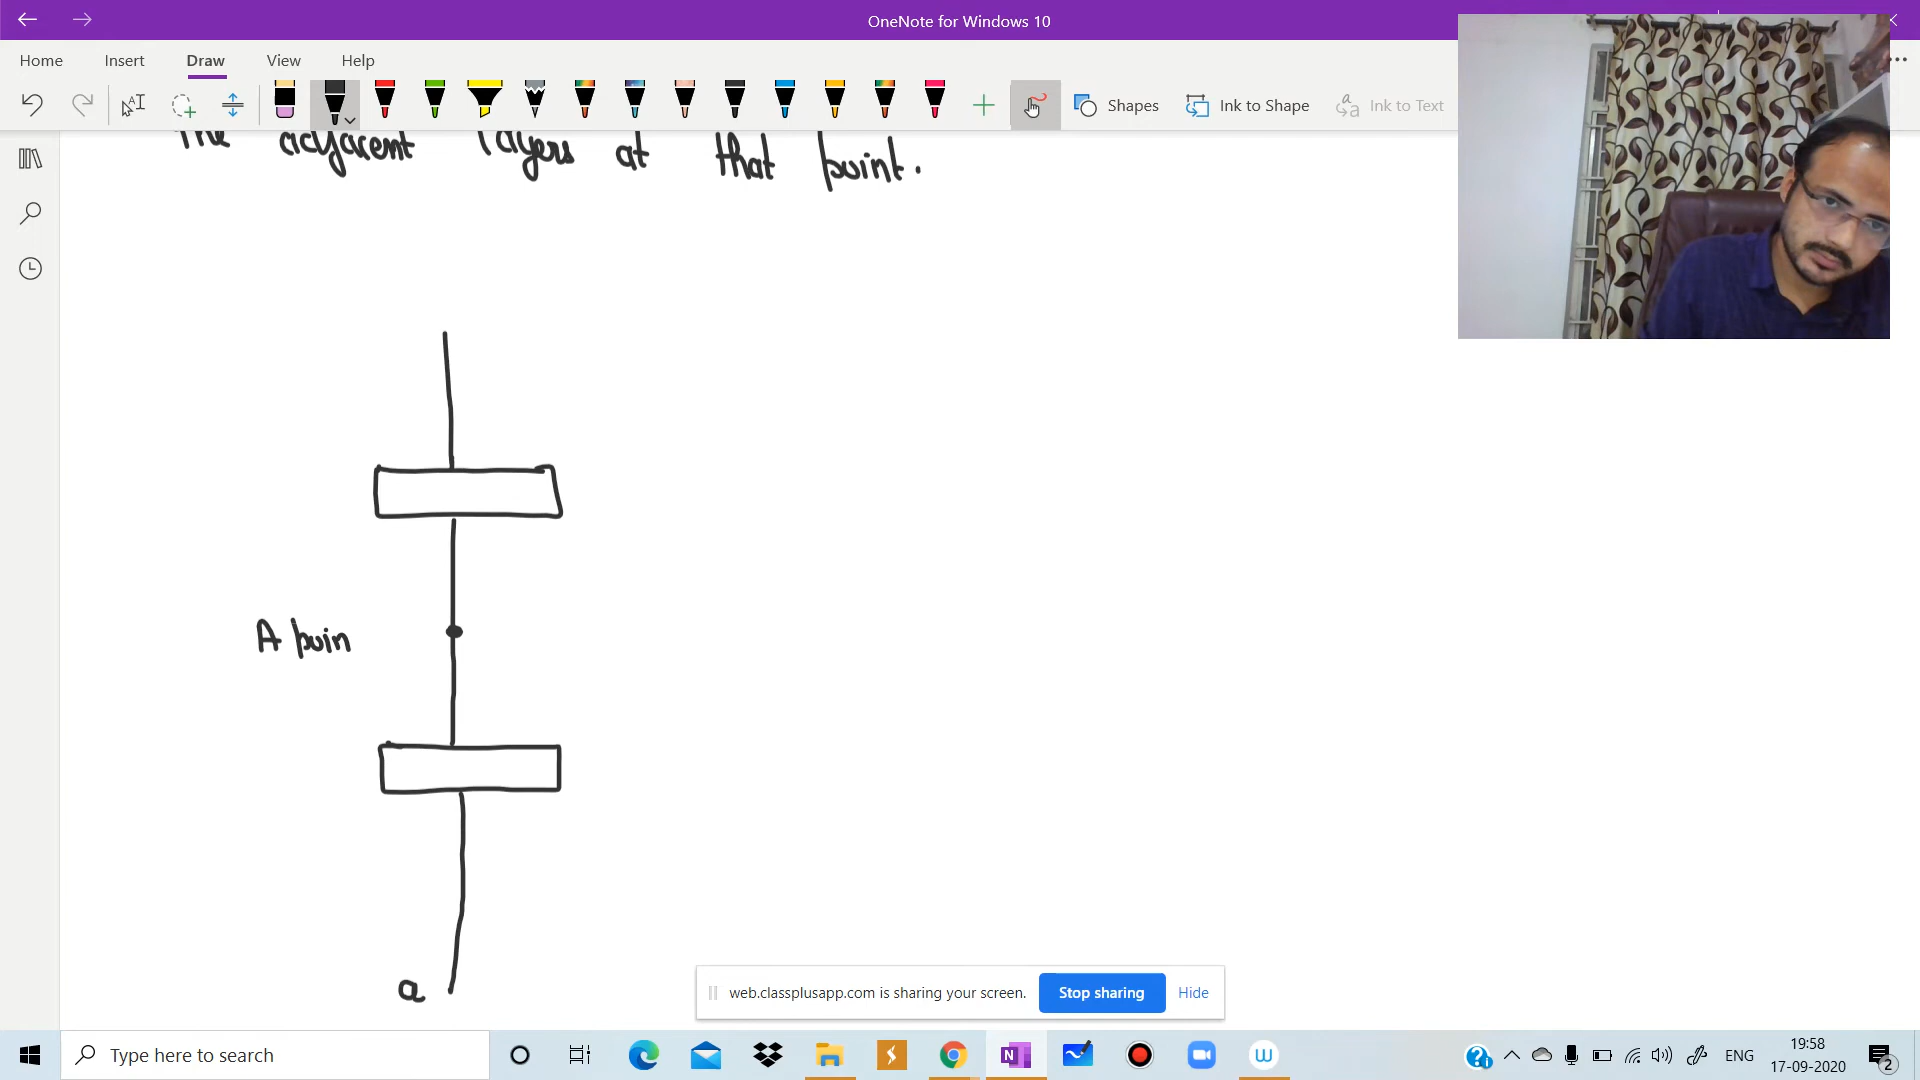 OneNote for Windows 10
Home Insert Draw View Help
Shapes Ink to Shape Ink to Text
The adjacent layers at that point.
A poin
a
web.classplusapp.com is sharing your screen. Stop sharing Hide
Type here to search
ENG
19:58
17-09-2020
2